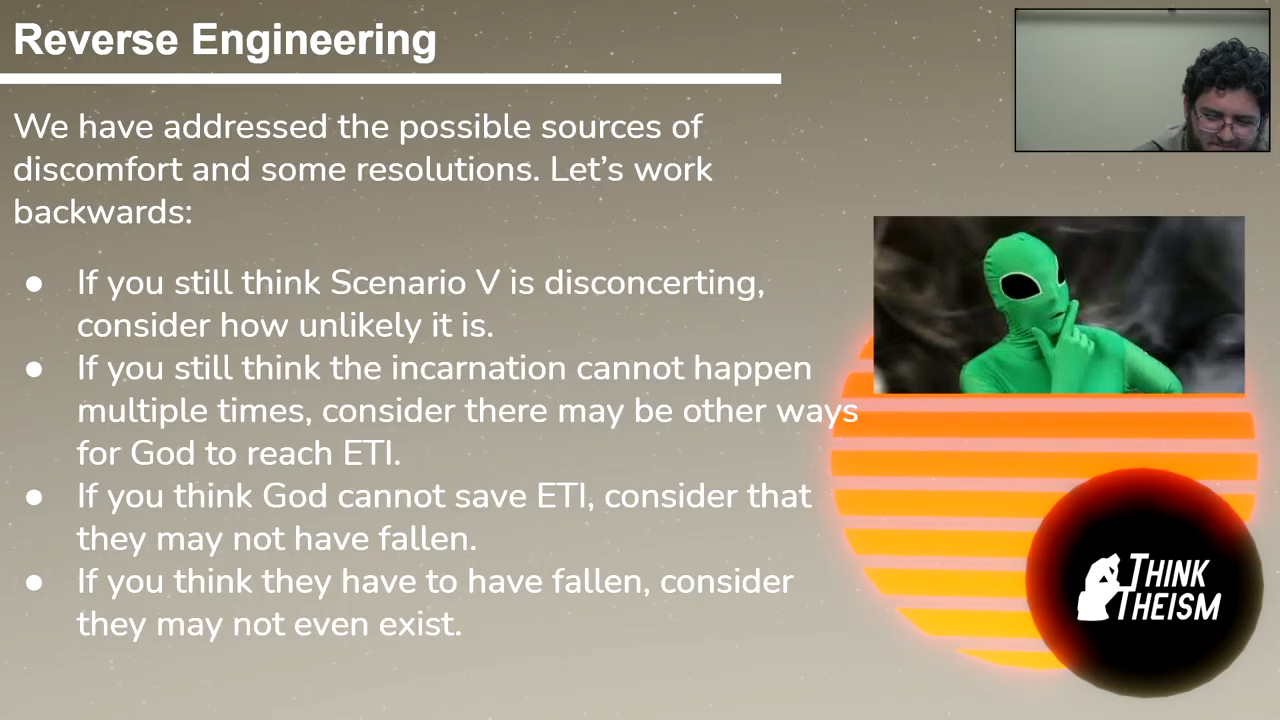 Reverse Engineering
We have addressed the possible sources of
discomfort and some resolutions. Let’s work
backwards:
● If you still think Scenario V is disconcerting,
consider how unlikely it is.
● If you still think the incarnation cannot happen
multiple times, consider there may be other ways
for God to reach ETI.
● If you think God cannot save ETI, consider that
they may not have fallen.
● If you think they have to have fallen, consider
they may not even exist.
THINK
THEISM